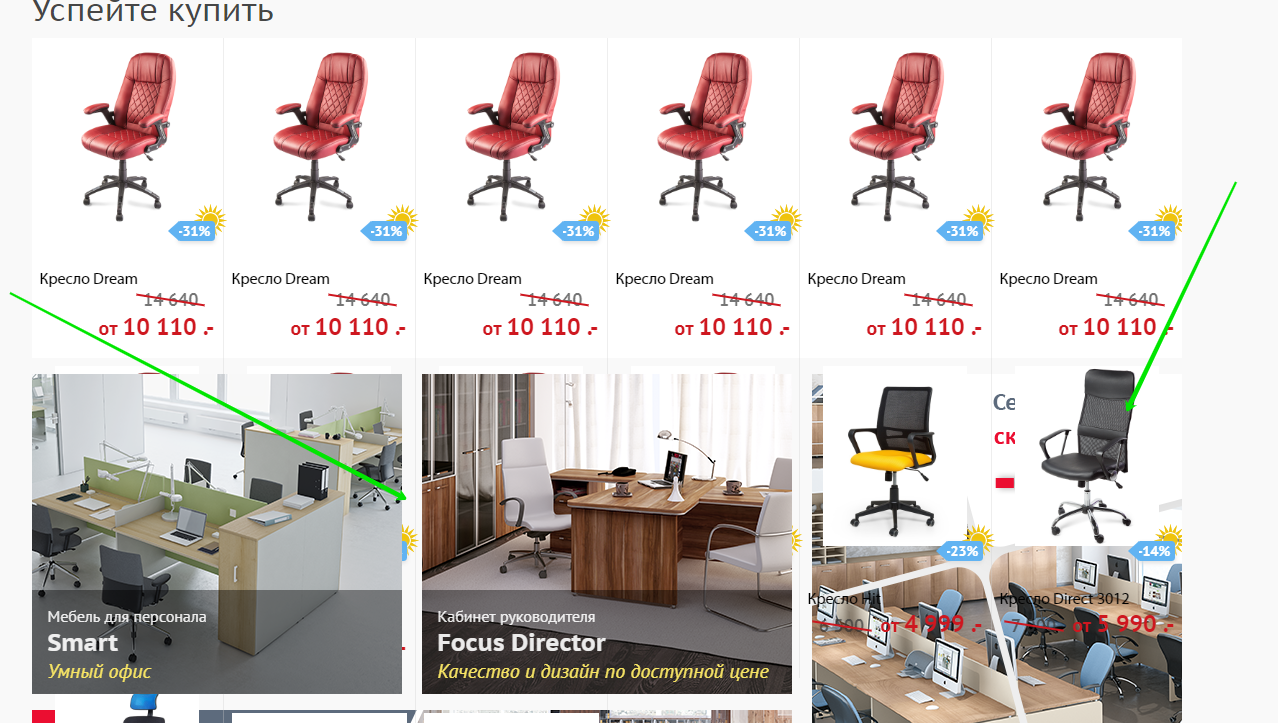 Успейте купить
-31% -31% -31% -31% -31% -31%
Кресло Dream Кресло Dream Кресло Dream Кресло Dream Кресло Dream Кресло Dream
14 640 14 640 14 640 14 640 14 640 14 640
от 10 110 .- от 10 110 .- от 10 110 .- от 10 110 .- от 10 110 .- от 10 110 .-
Се
ск
-23% -14%
Кресло Hit Кресло Direct 3012
от 4 999 .- от 5 990 .-
Мебель для персонала
Smart
Умный офис
Кабинет руководителя
Focus Director
Качество и дизайн по доступной цене